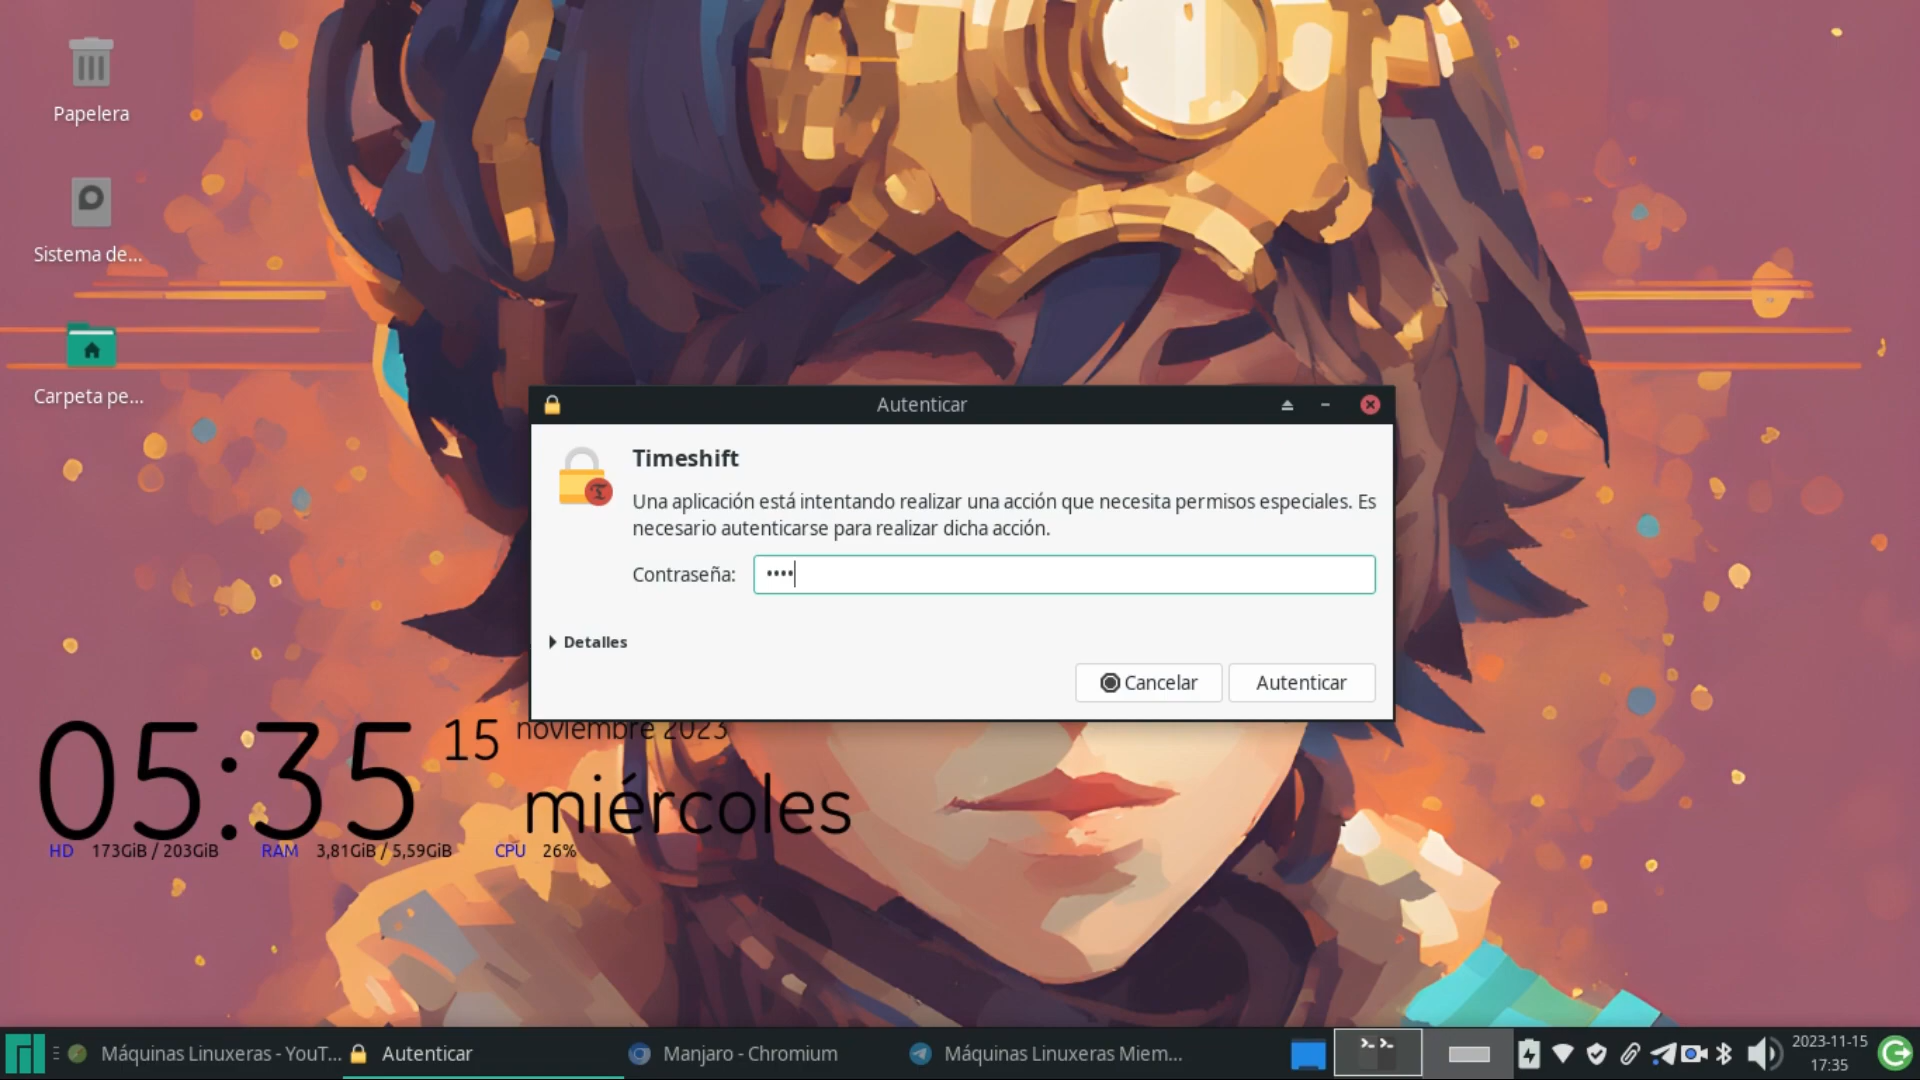 Papelera
Sistema de...
Carpeta pe...
Autenticar
Timeshift
Una aplicación está intentando realizar una acción que necesita permisos especiales. Es
necesario autenticarse para realizar dicha acción.
Contraseña: ••••
Detalles
Cancelar
Autenticar
05:35 15 noviembre 2023
miércoles
HD 173GiB / 203GiB RAM 3,81GiB / 5,59GiB CPU 26%
Máquinas Linuxeras - YouT...
Autenticar
Manjaro - Chromium
Máquinas Linuxeras Miem...
2023-11-15
17:35